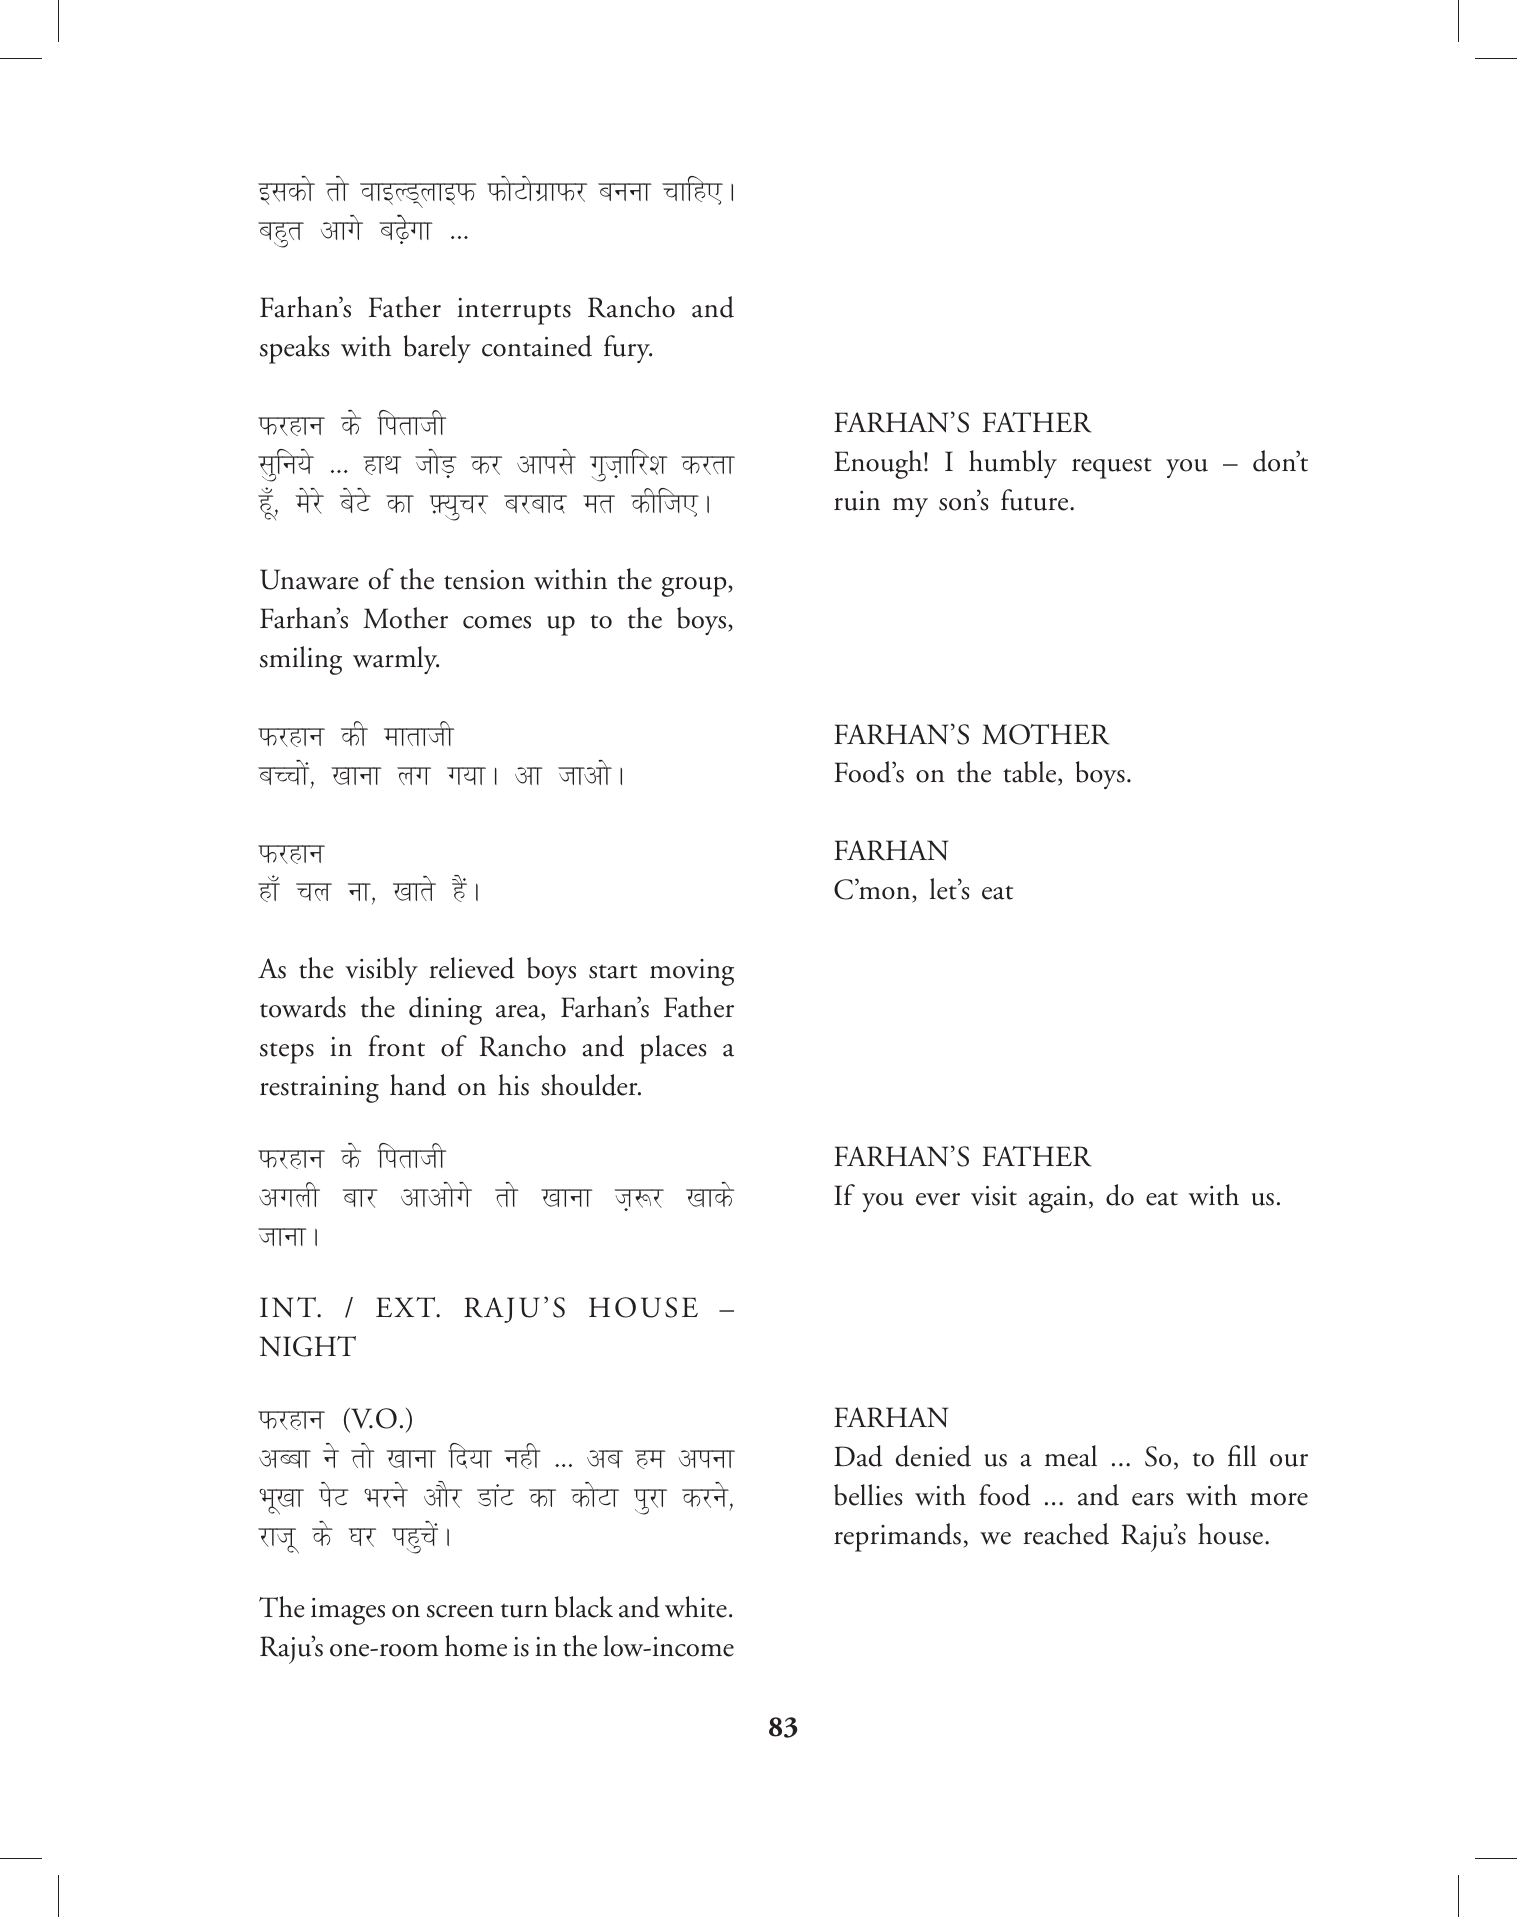 इसको तो वाइल्ड्लाइफ फोटोग्राफर बनना चाहिए।
बहुत आगे बढ़ेगा ...
Farhan’s Father interrupts Rancho and
speaks with barely contained fury.
फरहान के पिताजी
सुनिये ... हाथ जोड़ कर आपसे गुज़ारिश करता
हूँ, मेरे बेटे का फ़्युचर बरबाद मत कीजिए।
FARHAN’S FATHER
Enough! I humbly request you – don’t
ruin my son’s future.
Unaware of the tension within the group,
Farhan’s Mother comes up to the boys,
smiling warmly.
फरहान की माताजी
बच्चों, खाना लग गया। आ जाओ।
FARHAN’S MOTHER
Food’s on the table, boys.
फरहान
हाँ चल ना, खाते हैं।
FARHAN
C’mon, let’s eat
As the visibly relieved boys start moving
towards the dining area, Farhan’s Father
steps in front of Rancho and places a
restraining hand on his shoulder.
फरहान के पिताजी
अगली बार आओगे तो खाना ज़रूर खाके
जाना।
FARHAN’S FATHER
If you ever visit again, do eat with us.
INT. / EXT. RAJU’S HOUSE –
NIGHT
फरहान (V.O.)
अब्बा ने तो खाना दिया नही ... अब हम अपना
भूखा पेट भरने और डांट का कोटा पुरा करने,
राजू के घर पहुचें।
FARHAN
Dad denied us a meal ... So, to fill our
bellies with food ... and ears with more
reprimands, we reached Raju’s house.
The images on screen turn black and white.
Raju’s one-room home is in the low-income
83